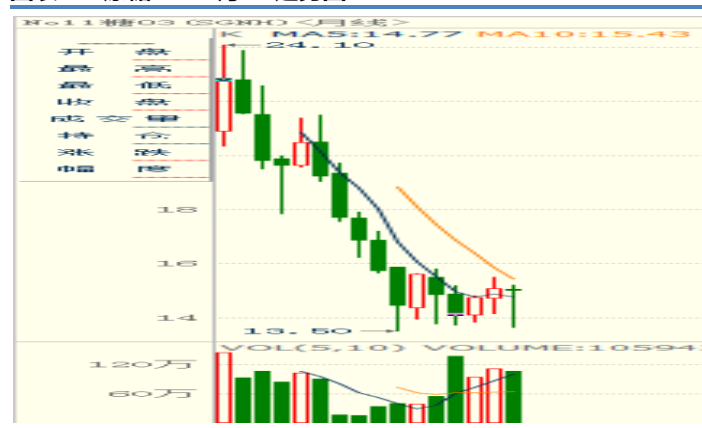 No11糖03 (SGNH) <月线>
K MA5:14.77 MA10:15.43
24.10
开 盘
最 高
最 低
收 盘
成 交 量
持 仓
涨 跌
幅 度
18
16
14
13.50
VOL(5,10) VOLUME:10594
120万
60万